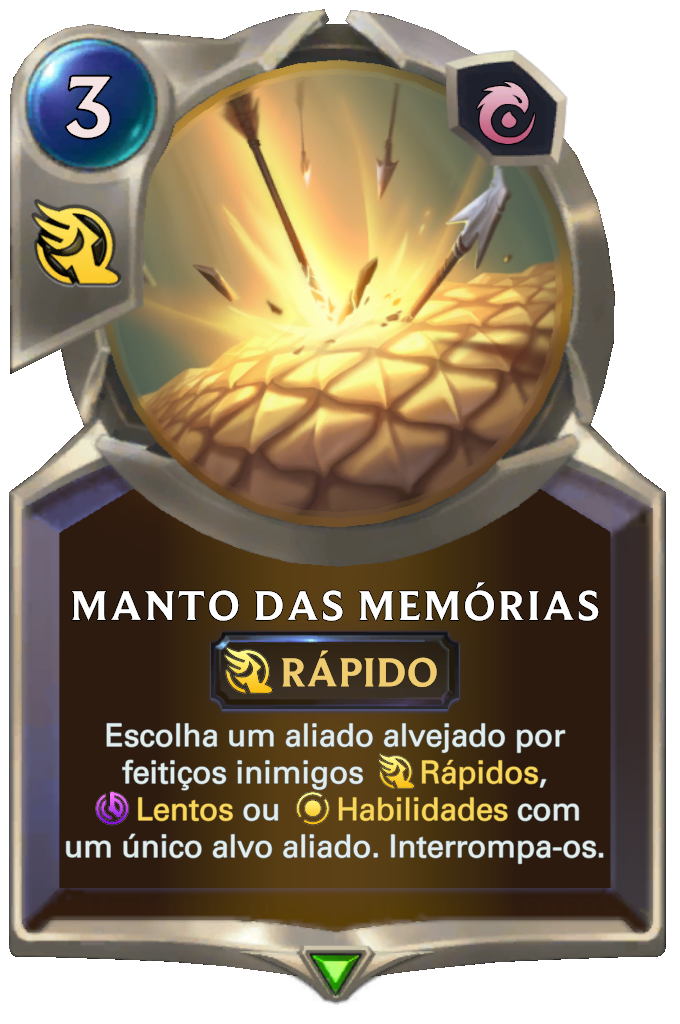 3
MANTO DAS MEMÓRIAS
RÁPIDO
Escolha um aliado alvejado por
feitiços inimigos Rápidos,
Lentos ou Habilidades com
um único alvo aliado. Interrompa-os.